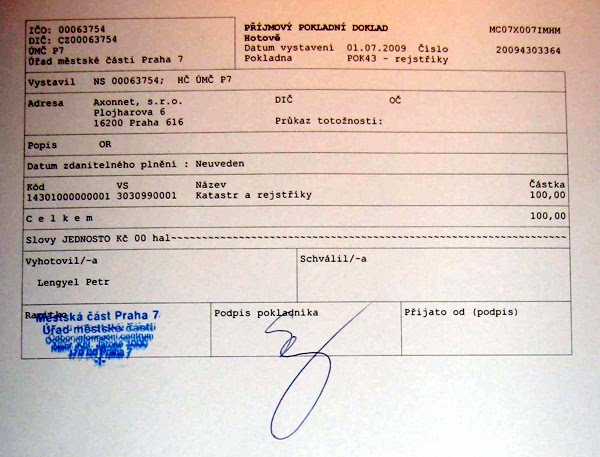 IČO: 00063754
DIČ: CZ00063754
ÚMČ P7
Úřad městské části Praha 7
PŘÍJMOVÝ POKLADNÍ DOKLAD MC07X007IMHM
Hotově
Datum vystavení 01.07.2009 Číslo 20094303364
Pokladna POK43 - rejstříky
Vystavil NS 00063754; HČ ÚMČ P7
Adresa Axonnet, s.r.o. DIČ OČ
Plojharova 6
16200 Praha 616 Průkaz totožnosti:
Popis OR
Datum zdanitelného plnění : Neuveden
Kód VS Název Částka
14301000000001 3030990001 Katastr a rejstříky 100,00
C e l k e m 100,00
Slovy JEDNOSTO Kč 00 hal~~~~~~~~~~~~~~~~~~~~~~~~~~~~~~~~~~~~~~~~~~~~~~~~
Vyhotovil/-a Schválil/-a
Lengyel Petr
Razítko Podpis pokladníka Přijato od (podpis)
Městská část Praha 7
Úřad městské části